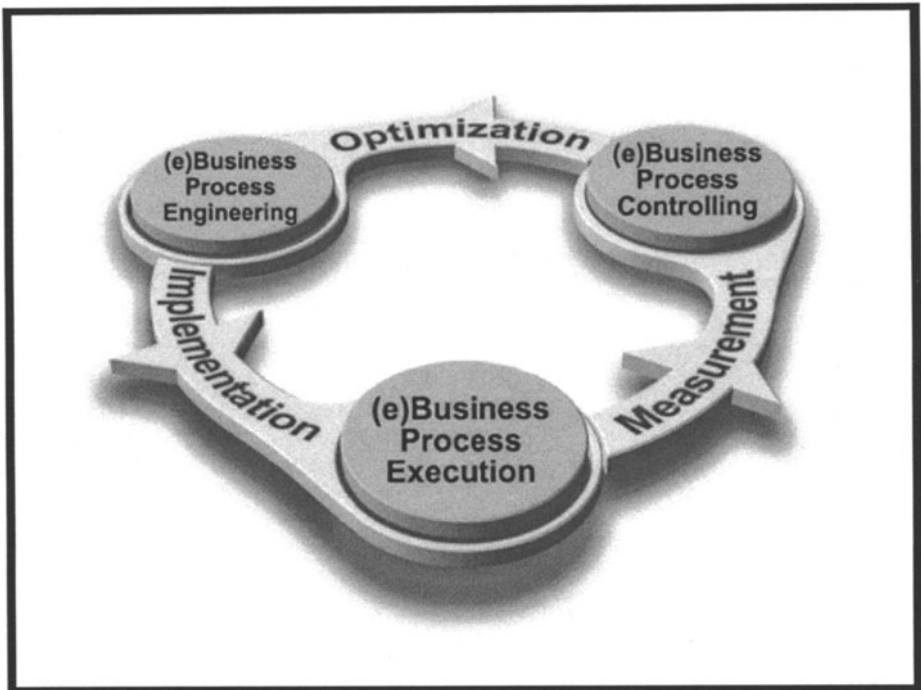 Optimization
(e)Business
Process
Engineering
(e)Business
Process
Controlling
Implementation
Measurement
(e)Business
Process
Execution